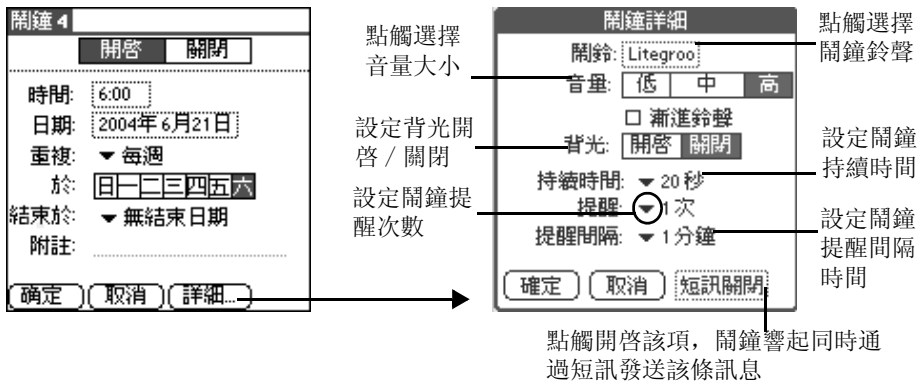 鬧鐘 4
開啓 關閉
時間: 6:00
日期: 2004年 6月21日
重複: 每週
於: 日 一 二 三 四 五 六
結束於: 無結束日期
附註:
确定 取消 詳細...
點觸選擇
音量大小
設定背光開
啓 / 關閉
設定鬧鐘提
醒次數
鬧鐘詳細
鬧鈴: Litegroo
音量: 低 中 高
漸進鈴聲
背光: 開啓 關閉
持續時間: 20 秒
提醒: 1 次
提醒間隔: 1 分鐘
確定 取消 短訊關閉
點觸選擇
鬧鐘鈴聲
設定鬧鐘
持續時間
設定鬧鐘
提醒間隔
時間
點觸開啓該項，鬧鐘響起同時通
過短訊發送該條訊息